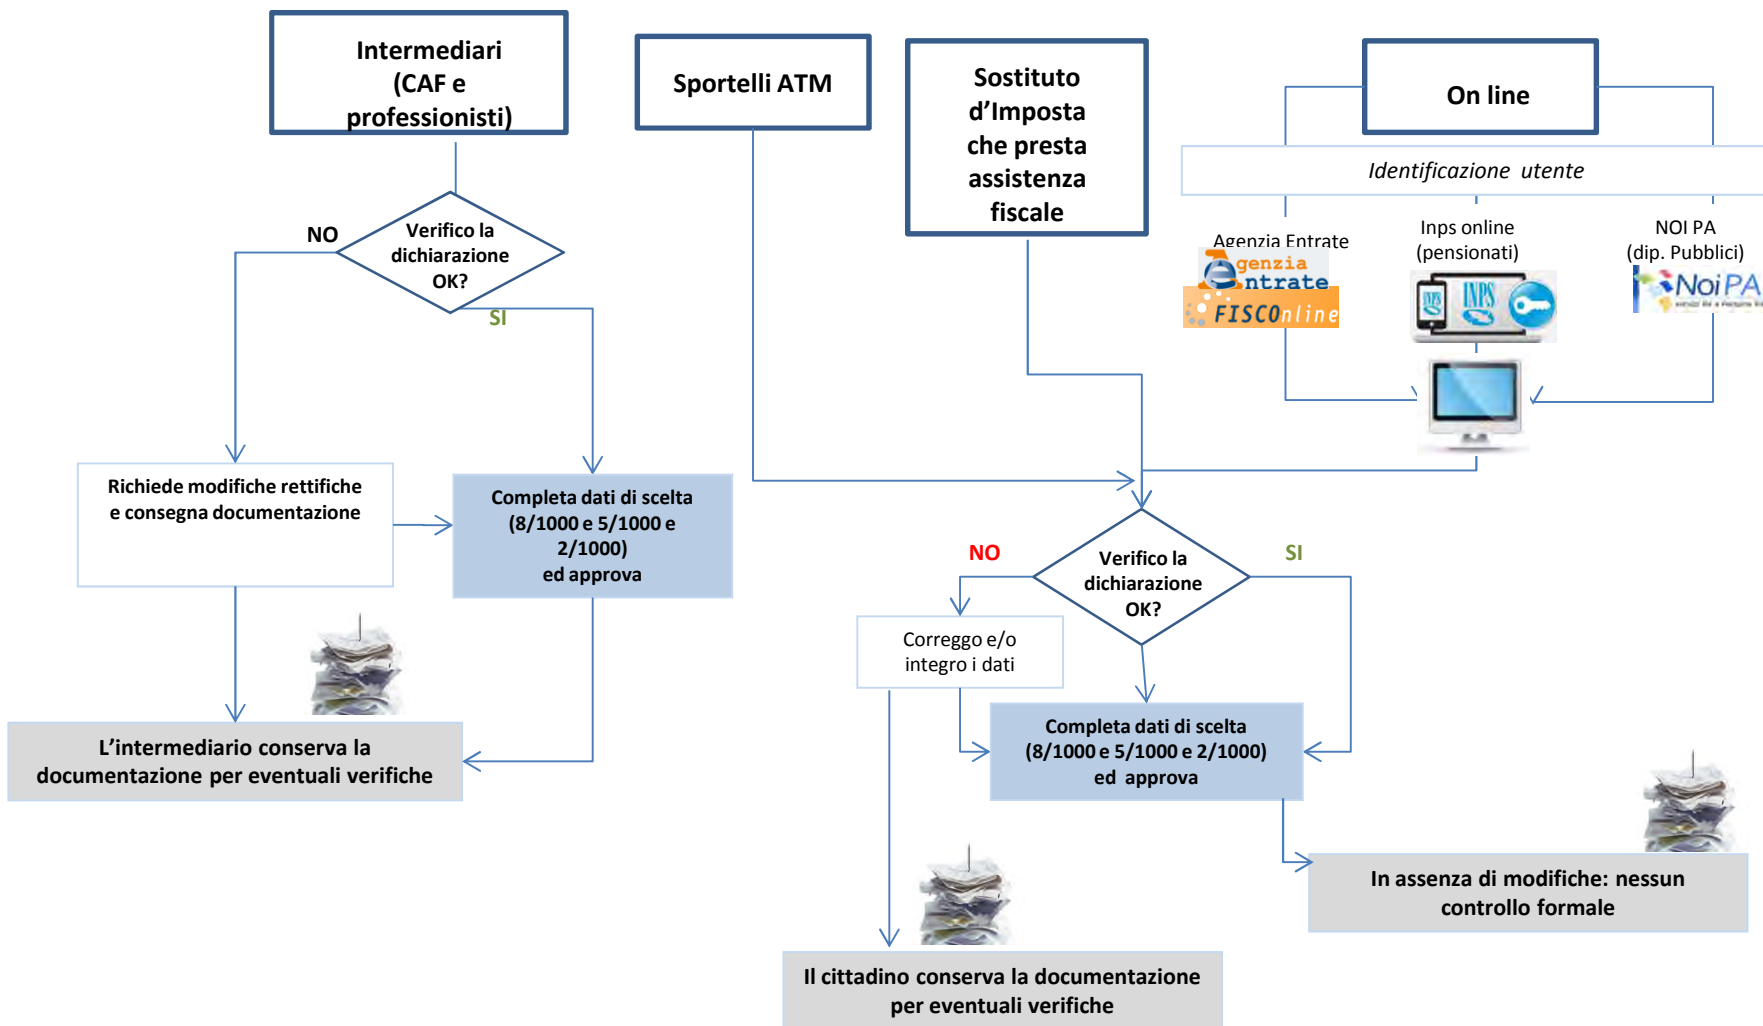 Intermediari
(CAF e
professionisti)
Sportelli ATM
Sostituto
d’Imposta
che presta
assistenza
fiscale
On line
Identificazione utente
Verifico la
dichiarazione
OK?
NO
SI
Agenzia Entrate
genzia
ntrate
FISCOnline
Inps online
(pensionati)
INPS
INPS
NOI PA
(dip. Pubblici)
NoiPA
Richiede modifiche rettifiche
e consegna documentazione
Completa dati di scelta
(8/1000 e 5/1000 e
2/1000)
ed approva
NO
Verifico la
dichiarazione
OK?
SI
Correggo e/o
integro i dati
L’intermediario conserva la
documentazione per eventuali verifiche
Completa dati di scelta
(8/1000 e 5/1000 e 2/1000)
ed approva
In assenza di modifiche: nessun
controllo formale
Il cittadino conserva la documentazione
per eventuali verifiche